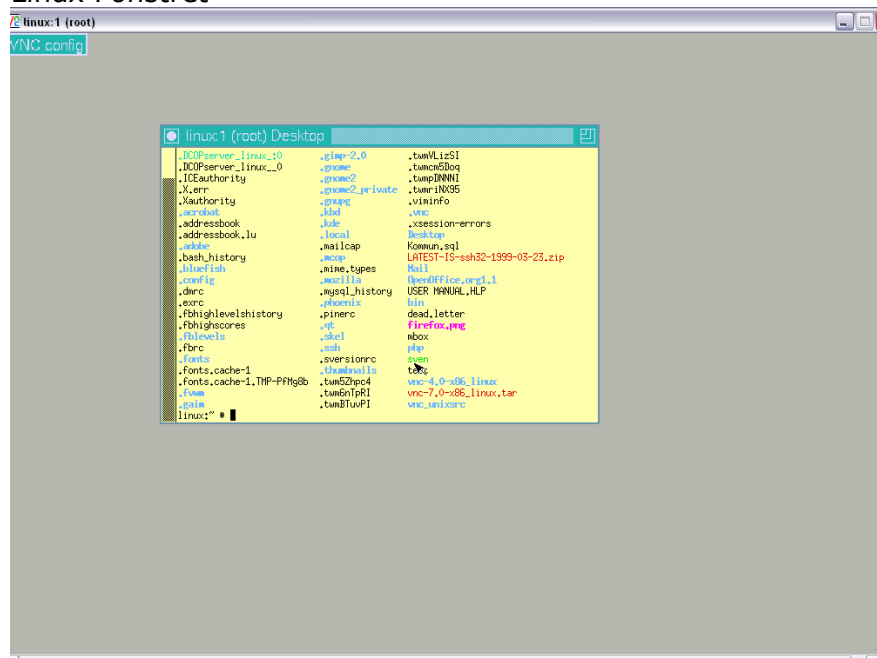 linux:1 (root)
VNC config
linux:1 (root) Desktop
.DCOPserver_linux_:0 .gimp-2.0 .twmVLizSI
.DCOPserver_linux__0 .gnome .twmcm5Doq
.ICEauthority .gnome2 .twmpDNNNI
.X.err .gnome2_private .twmriNX95
.Xauthority .gnupg .viminfo
.acrobat .kbd .vnc
.addressbook .kde .xsession-errors
.addressbook.lu .local Desktop
.adobe .mailcap Kommun.sql
.bash_history .mcop LATEST-IS-ssh32-1999-03-23.zip
.bluefish .mime.types Mail
.config .mozilla OpenOffice.org1.1
.dmrc .mysql_history USER MANUAL.HLP
.exrc .phoenix bin
.fbhighlevelshistory .pinerc dead.letter
.fbhighscores .qt firefox.png
.fblevels .skel mbox
.fbrc .ssh php
.fonts .sversionrc sven
.fonts.cache-1 .thumbnails
.fonts.cache-1.TMP-PfMg8b .twm5Zhpc4 vnc-4.0-x86_linux
.fvwm .twm6nTpRI vnc-7.0-x86_linux.tar
.gaim .twmBTuvPI vnc_unixsrc
linux:~ #